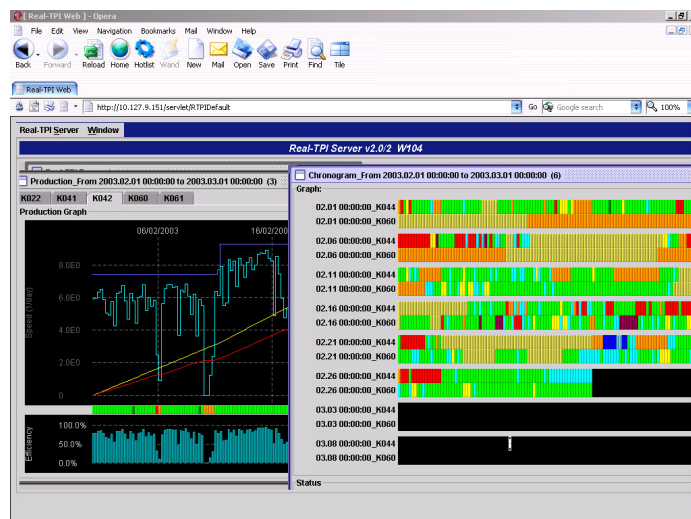 [ Real-TPI Web ] - Opera
File Edit View Navigation Bookmarks Mail Window Help
Back Forward Reload Home Hotlist Wand New Mail Open Save Print Find Tile
Real-TPI Web
http://10.127.9.151/servlet/RTPIDefault Go Google search 100%
Real-TPI Server Window
Real-TPI Server v2.0/2 W104
Production_From 2003.02.01 00:00:00 to 2003.03.01 00:00:00 (3)
K022 K041 K042 K060 K061
Production Graph
06/02/2003 16/02/200
Speed (1/day)
8.0E0
6.0E0
4.0E0
2.0E0
0
Efficiency
100.0%
50.0%
0.0%
Chronogram_From 2003.02.01 00:00:00 to 2003.03.01 00:00:00 (6)
Graph:
02.01 00:00:00_K044
02.01 00:00:00_K060
02.06 00:00:00_K044
02.06 00:00:00_K060
02.11 00:00:00_K044
02.11 00:00:00_K060
02.16 00:00:00_K044
02.16 00:00:00_K060
02.21 00:00:00_K044
02.21 00:00:00_K060
02.26 00:00:00_K044
02.26 00:00:00_K060
03.03 00:00:00_K044
03.03 00:00:00_K060
03.08 00:00:00_K044
03.08 00:00:00_K060
Status